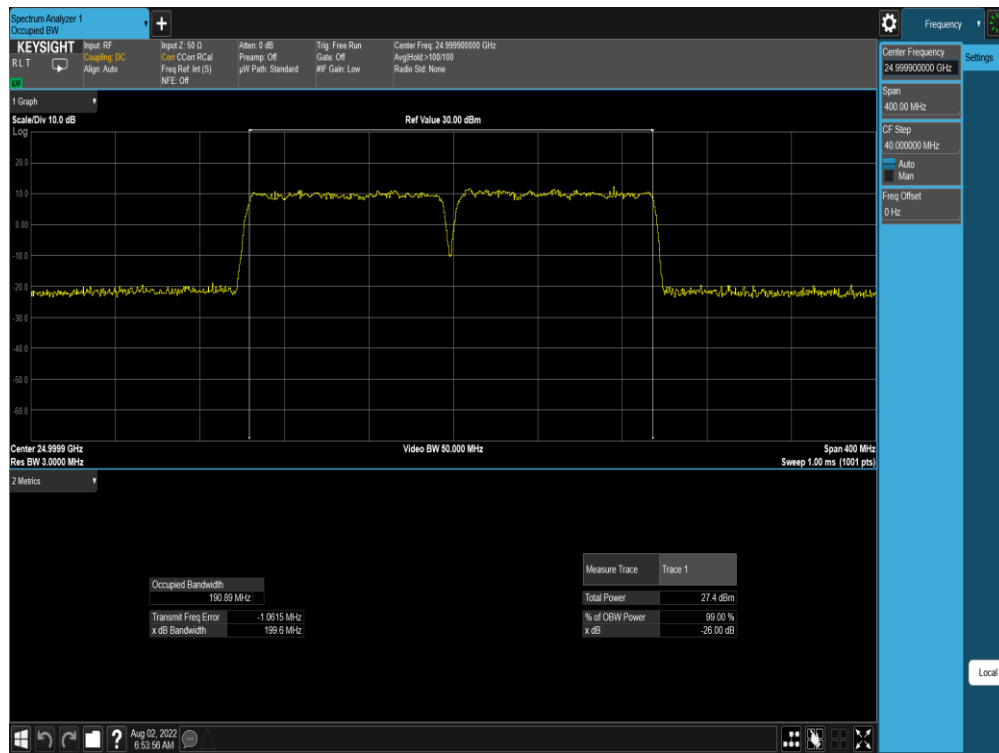 Spectrum Analyzer 1
Occupied BW
+
Frequency
KEYSIGHT
R L T
Input: RF
Coupling: DC
Align: Auto
Input Z: 50 Ω
Corr CCorr RCal
Freq Ref: Int (S)
NFE: Off
Atten: 0 dB
Preamp: Off
µW Path: Standard
Trig: Free Run
Gate: Off
#IF Gain: Low
Center Freq: 24.999900000 GHz
Avg|Hold:>100/100
Radio Std: None
Center Frequency
24.999900000 GHz
Settings
Span
400.00 MHz
CF Step
40.000000 MHz
Auto
Man
Freq Offset
0 Hz
1 Graph
Scale/Div 10.0 dB
Ref Value 30.00 dBm
Log
20.0
10.0
0.00
-10.0
-20.0
-30.0
-40.0
-50.0
-60.0
Center 24.9999 GHz
Video BW 50.000 MHz
Span 400 MHz
Res BW 3.0000 MHz
Sweep 1.00 ms (1001 pts)
2 Metrics
Measure Trace Trace 1
Occupied Bandwidth
190.89 MHz
Total Power 27.4 dBm
Transmit Freq Error -1.0615 MHz
% of OBW Power 99.00 %
x dB Bandwidth 199.6 MHz
x dB -26.00 dB
Local
?
Aug 02, 2022
6:53:56 AM